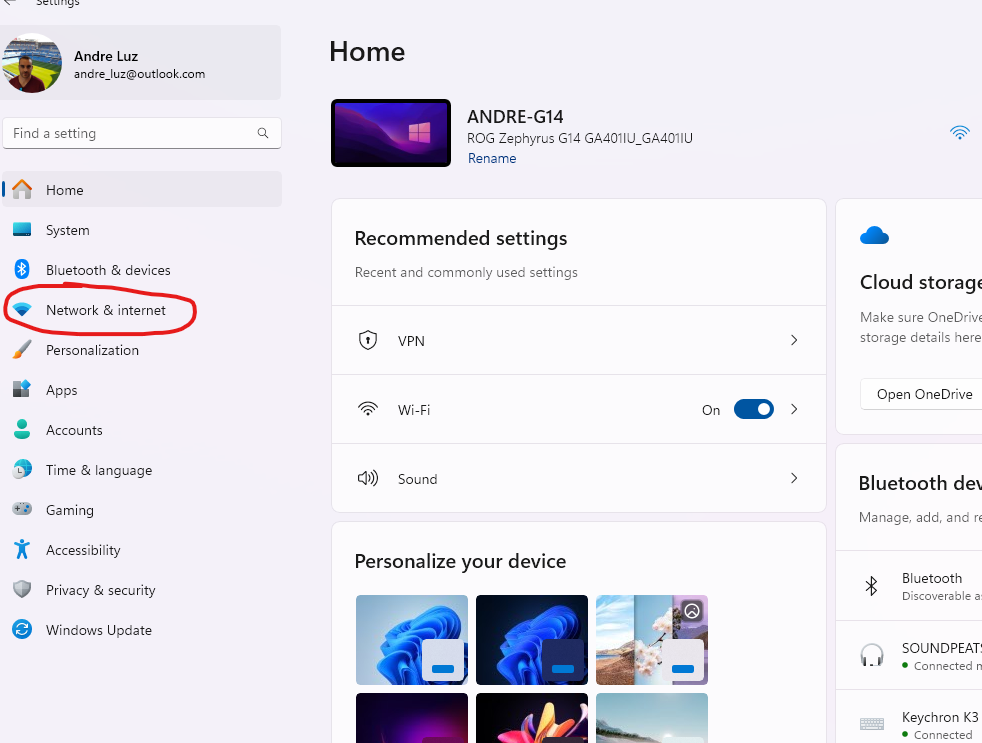 Settings
Andre Luz
andre_luz@outlook.com
Find a setting
Home
System
Bluetooth & devices
Network & internet
Personalization
Apps
Accounts
Time & language
Gaming
Accessibility
Privacy & security
Windows Update
Home
ANDRE-G14
ROG Zephyrus G14 GA401IU_GA401IU
Rename
Recommended settings
Recent and commonly used settings
VPN
Wi-Fi
On
Sound
Personalize your device
Cloud storage
Make sure OneDrive
storage details here
Open OneDrive
Bluetooth dev
Manage, add, and re
Bluetooth
Discoverable as
SOUNDPEATS
Connected
Keychron K3
Connected